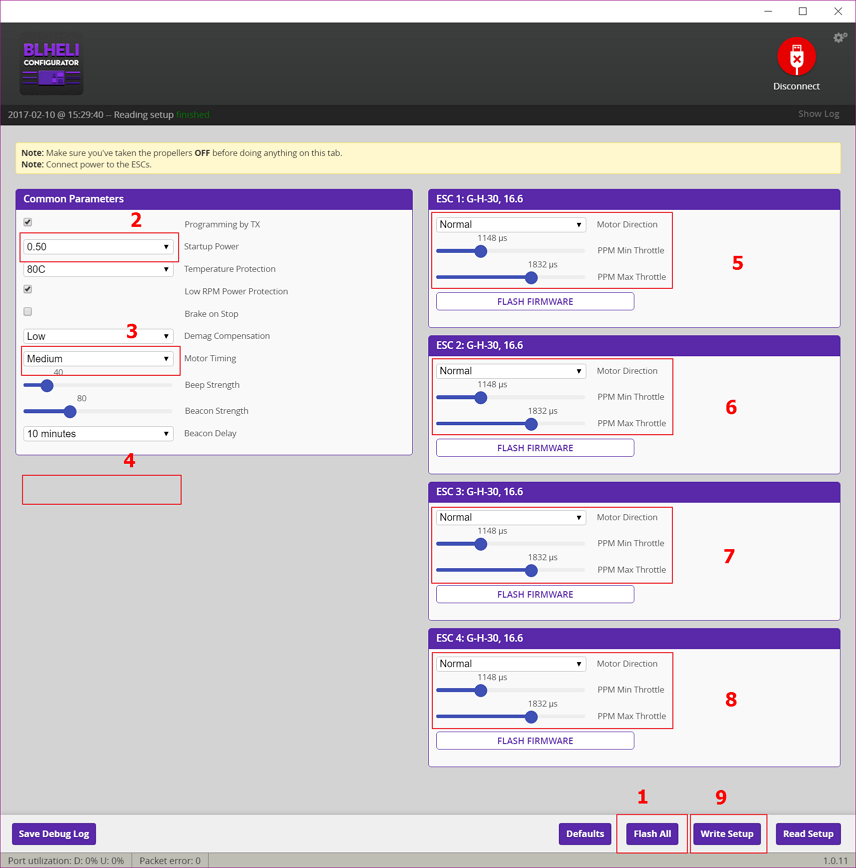 BLHELI
CONFIGURATOR
Disconnect
2017-02-10 @ 15:29:40 -- Reading setup finished
Show Log
Note: Make sure you've taken the propellers OFF before doing anything on this tab.
Note: Connect power to the ESCs.
Common Parameters
2
Programming by TX
0.50 Startup Power
80C Temperature Protection
Low RPM Power Protection
Brake on Stop
3
Low Demag Compensation
Medium Motor Timing
40
Beep Strength
80
Beacon Strength
10 minutes Beacon Delay
4
ESC 1: G-H-30, 16.6
Normal Motor Direction
1148 µs
PPM Min Throttle
1832 µs
PPM Max Throttle
5
FLASH FIRMWARE
ESC 2: G-H-30, 16.6
Normal Motor Direction
1148 µs
PPM Min Throttle
1832 µs
PPM Max Throttle
6
FLASH FIRMWARE
ESC 3: G-H-30, 16.6
Normal Motor Direction
1148 µs
PPM Min Throttle
1832 µs
PPM Max Throttle
7
FLASH FIRMWARE
ESC 4: G-H-30, 16.6
Normal Motor Direction
1148 µs
PPM Min Throttle
1832 µs
PPM Max Throttle
8
FLASH FIRMWARE
1 9
Save Debug Log Defaults Flash All Write Setup Read Setup
Port utilization: D: 0% U: 0% Packet error: 0 1.0.11